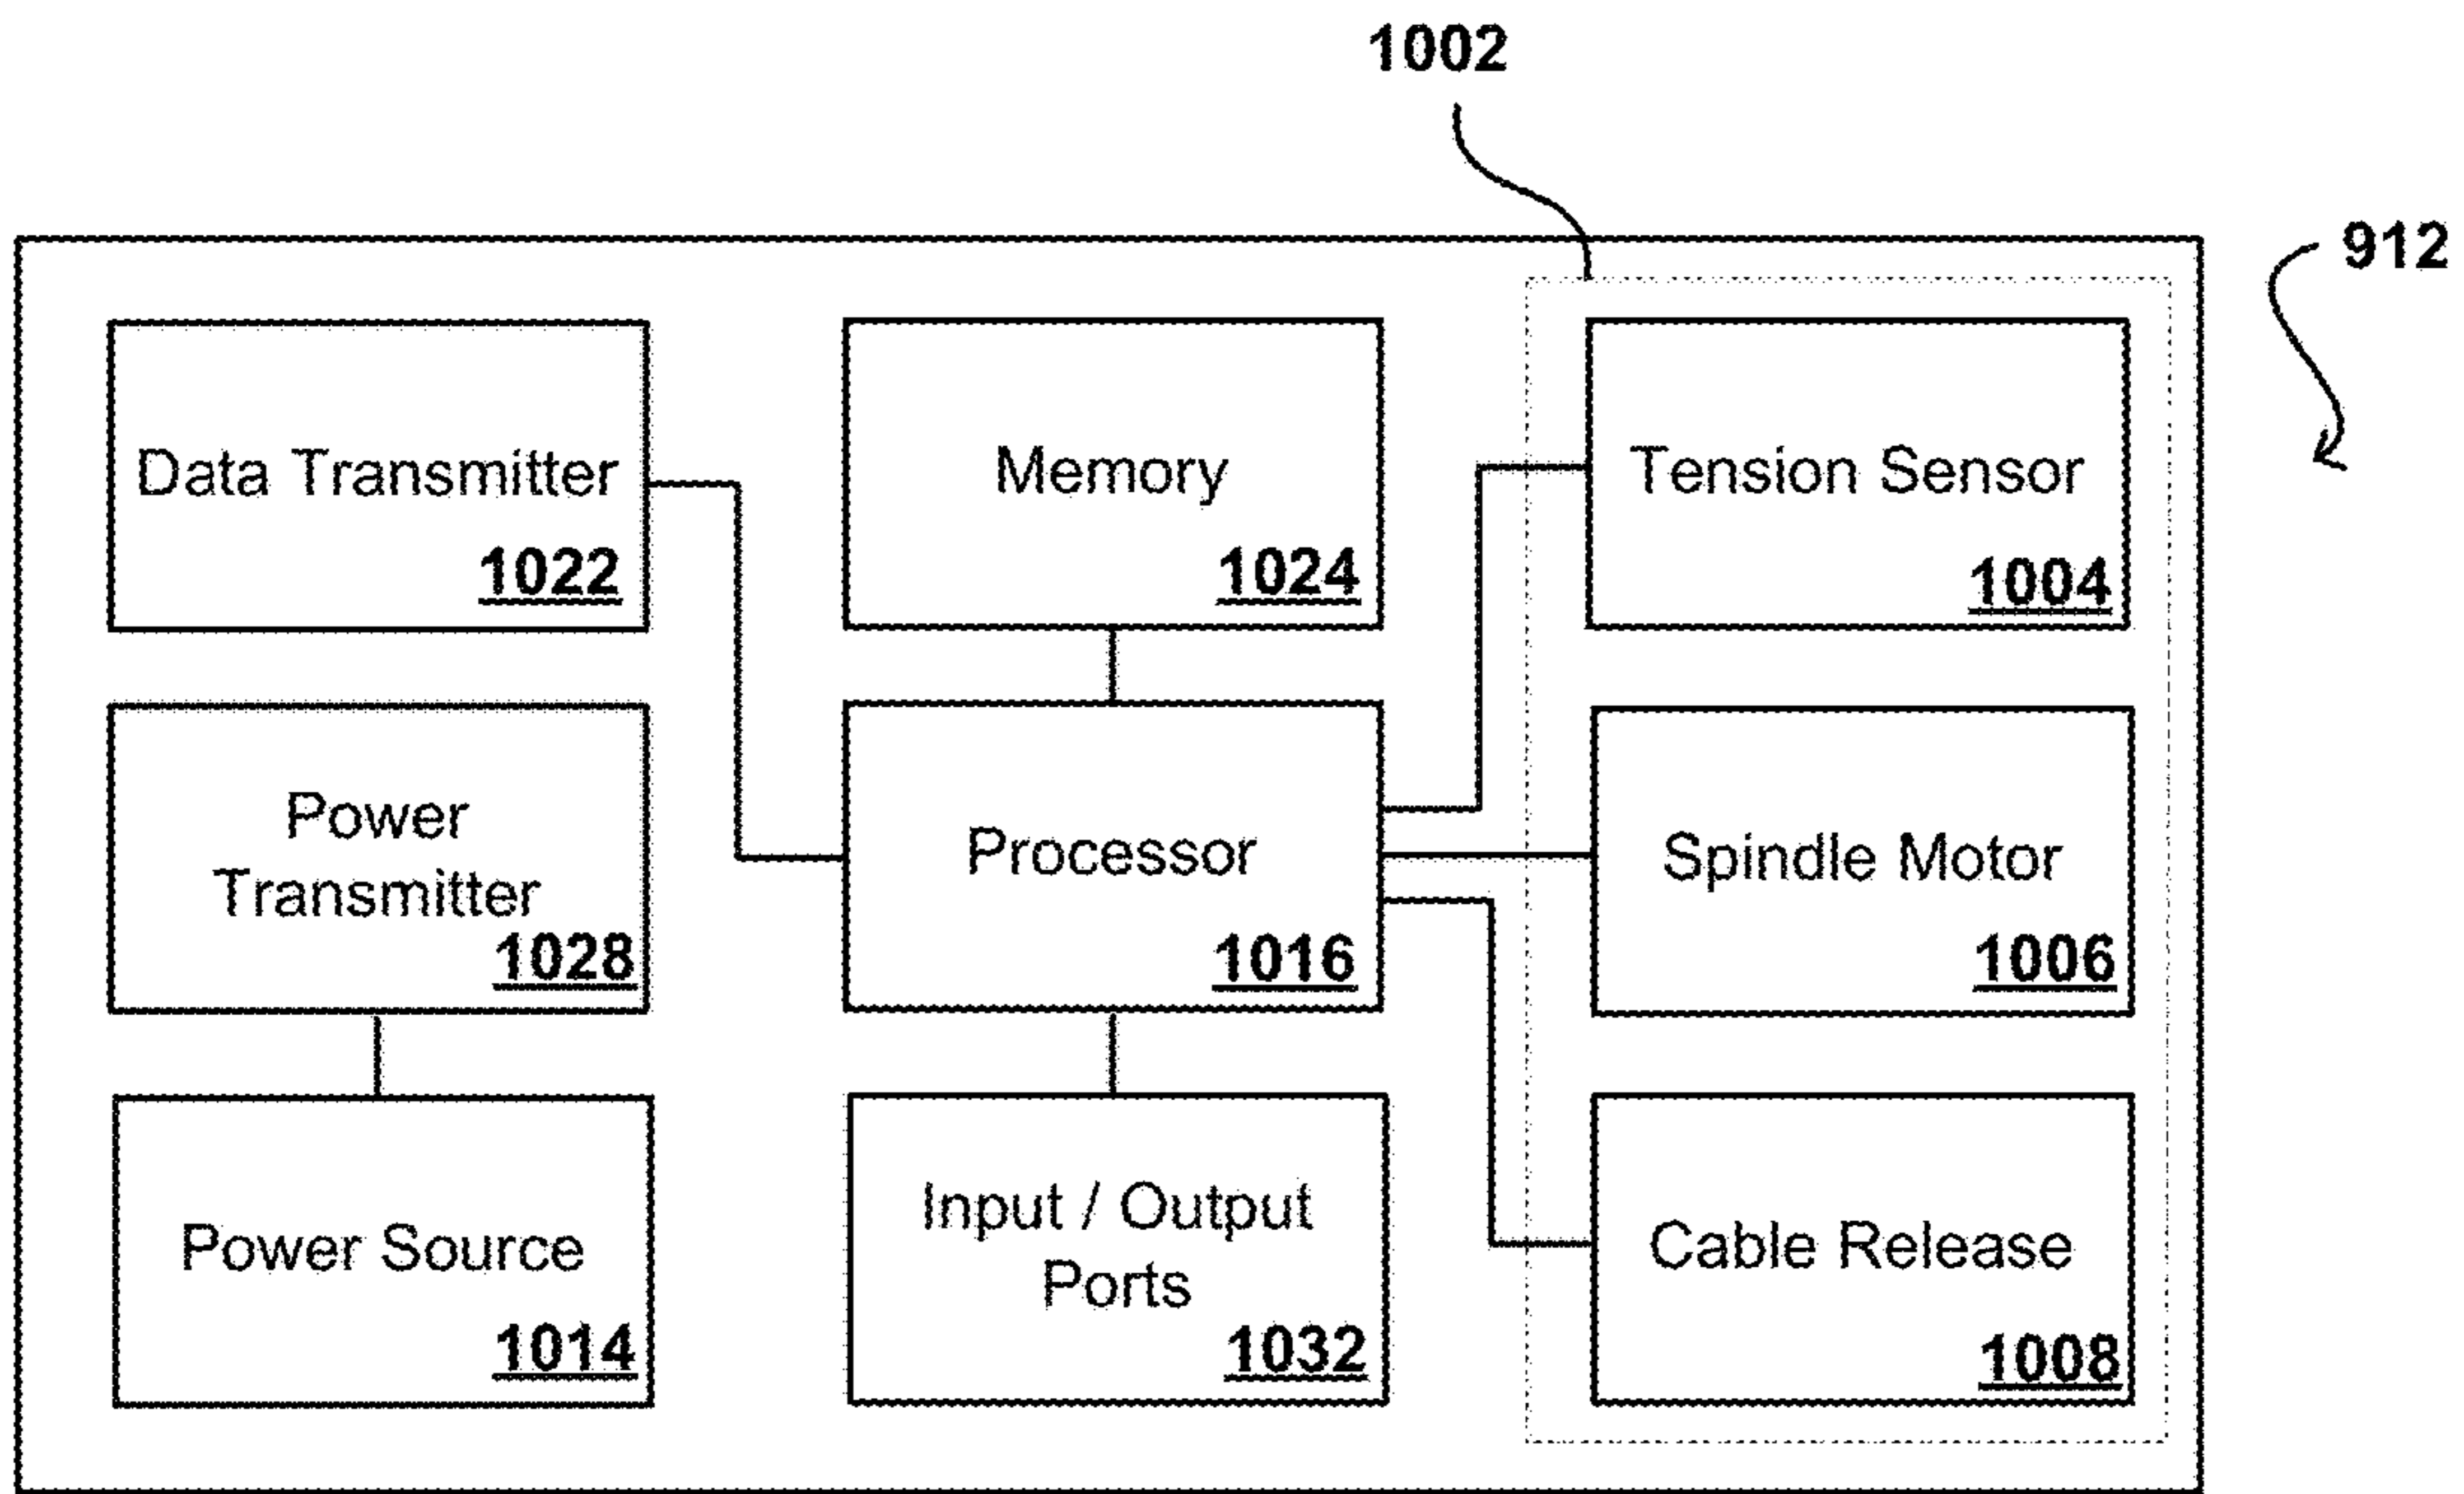 1002
912
Data Transmitter
1022
Memory
1024
Tension Sensor
1004
Power
Transmitter
1028
Processor
1016
Spindle Motor
1006
Power Source
1014
Input / Output
Ports
1032
Cable Release
1008